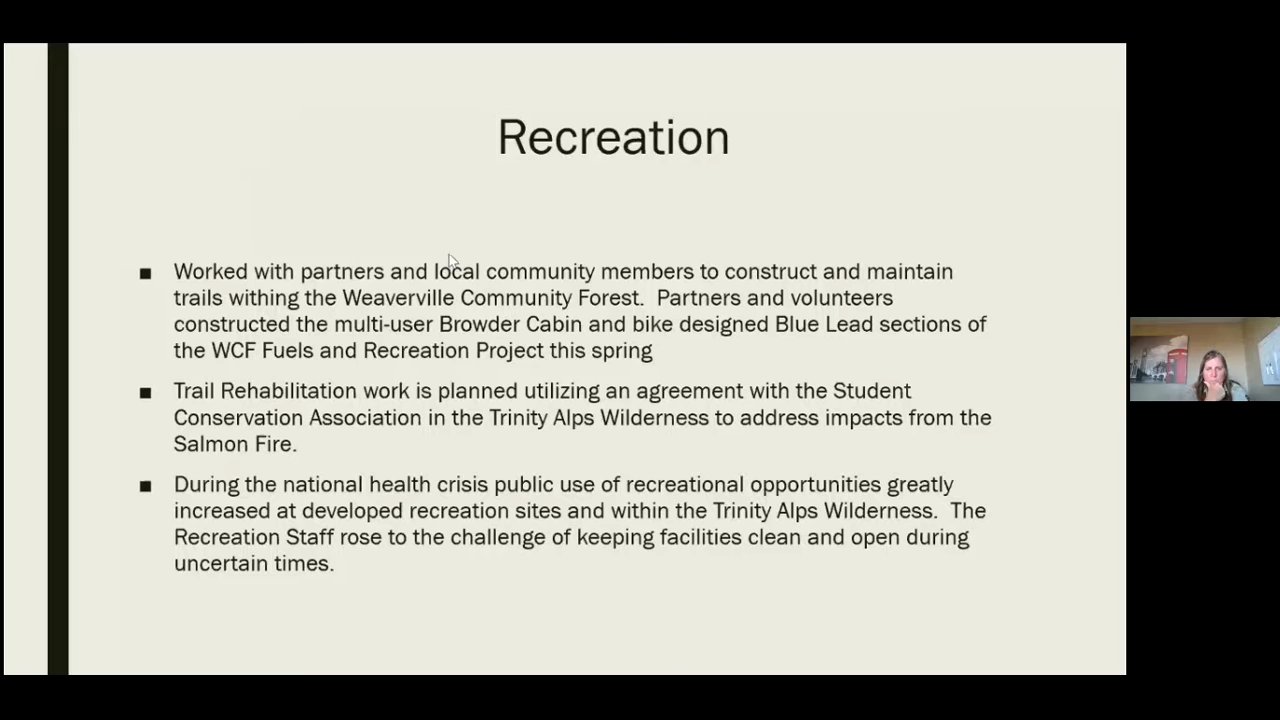 Recreation
Worked with partners and local community members to construct and maintain
trails withing the Weaverville Community Forest.  Partners and volunteers
constructed the multi-user Browder Cabin and bike designed Blue Lead sections of
the WCF Fuels and Recreation Project this spring
Trail Rehabilitation work is planned utilizing an agreement with the Student
Conservation Association in the Trinity Alps Wilderness to address impacts from the
Salmon Fire.
During the national health crisis public use of recreational opportunities greatly
increased at developed recreation sites and within the Trinity Alps Wilderness.  The
Recreation Staff rose to the challenge of keeping facilities clean and open during
uncertain times.